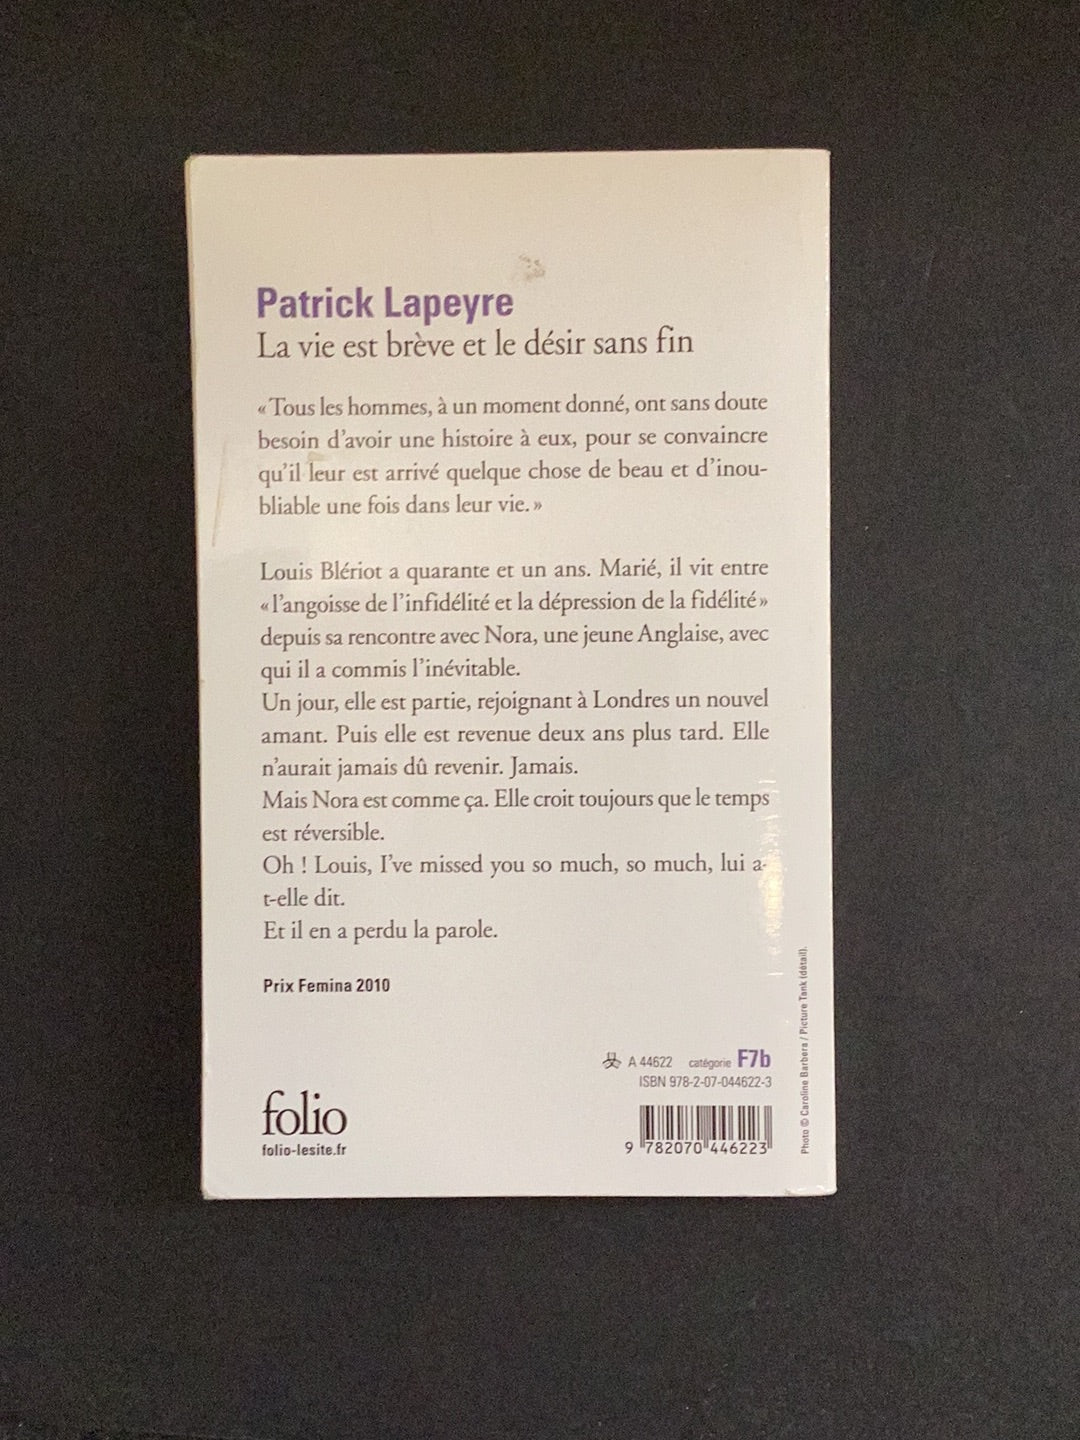 Patrick Lapeyre
La vie est brève et le désir sans fin
« Tous les hommes, à un moment donné, ont sans doute
besoin d'avoir une histoire à eux, pour se convaincre
qu'il leur est arrivé quelque chose de beau et d'inou-
bliable une fois dans leur vie. »
Louis Blériot a quarante et un ans. Marié, il vit entre
« l'angoisse de l'infidélité et la dépression de la fidélité »
depuis sa rencontre avec Nora, une jeune Anglaise, avec
qui il a commis l'inévitable.
Un jour, elle est partie, rejoignant à Londres un nouvel
amant. Puis elle est revenue deux ans plus tard. Elle
n'aurait jamais dû revenir. Jamais.
Mais Nora est comme ça. Elle croit toujours que le temps
est réversible.
Oh ! Louis, I've missed you so much, so much, lui a-
t-elle dit.
Et il en a perdu la parole.
Prix Femina 2010
A 44622 catégorie F7b
ISBN 978-2-07-044622-3
folio
folio-lesite.fr
9 782070 446223
Photo © Caroline Barbera / Picture Tank (détail).